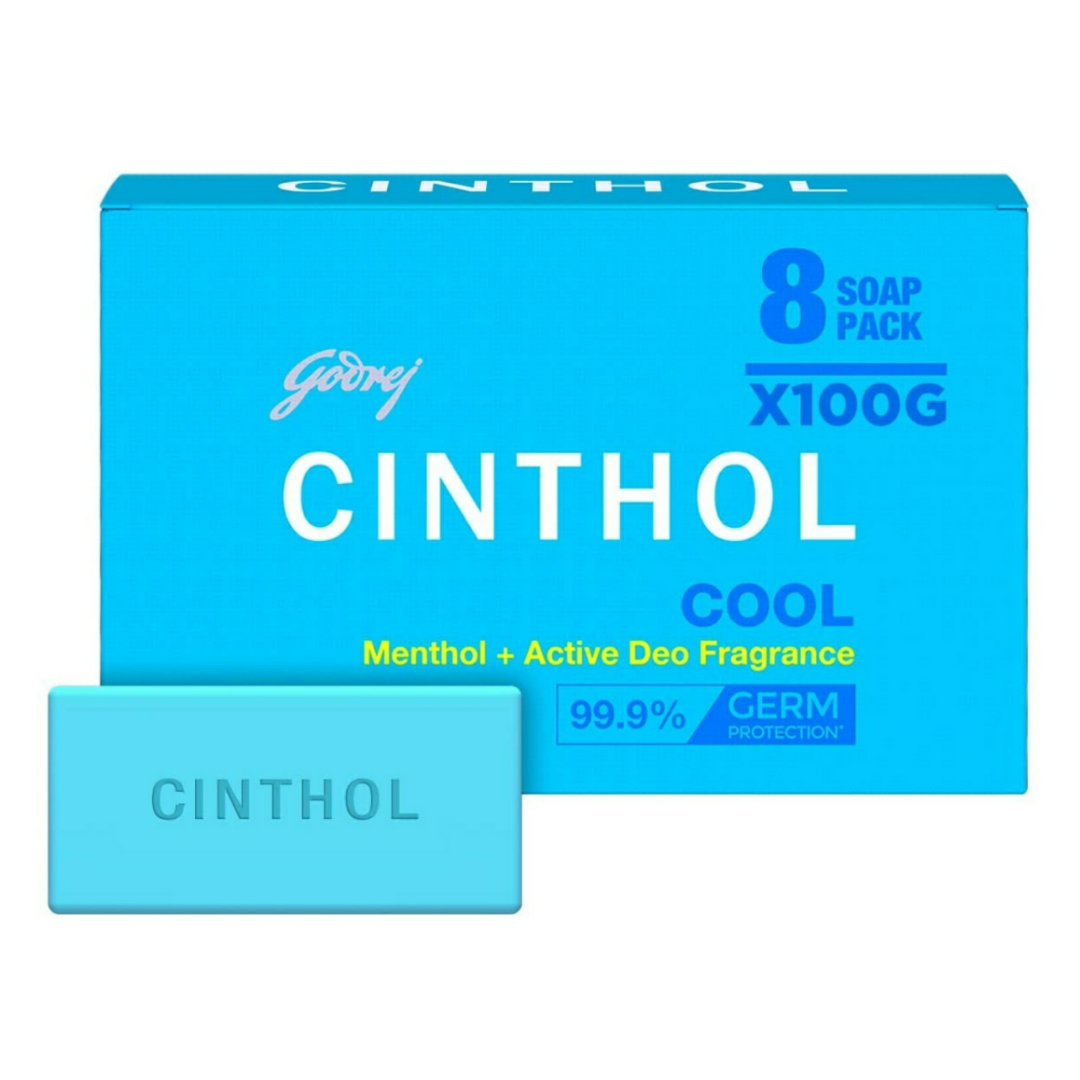 CINTHOL
8 SOAP
PACK
X100G
Godrej
CINTHOL
COOL
Menthol + Active Deo Fragrance
99.9% GERM
PROTECTION*
CINTHOL